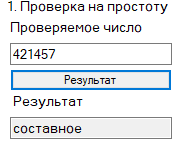 1. Проверка на простоту
Проверяемое число
421457
Результат
Результат
составное